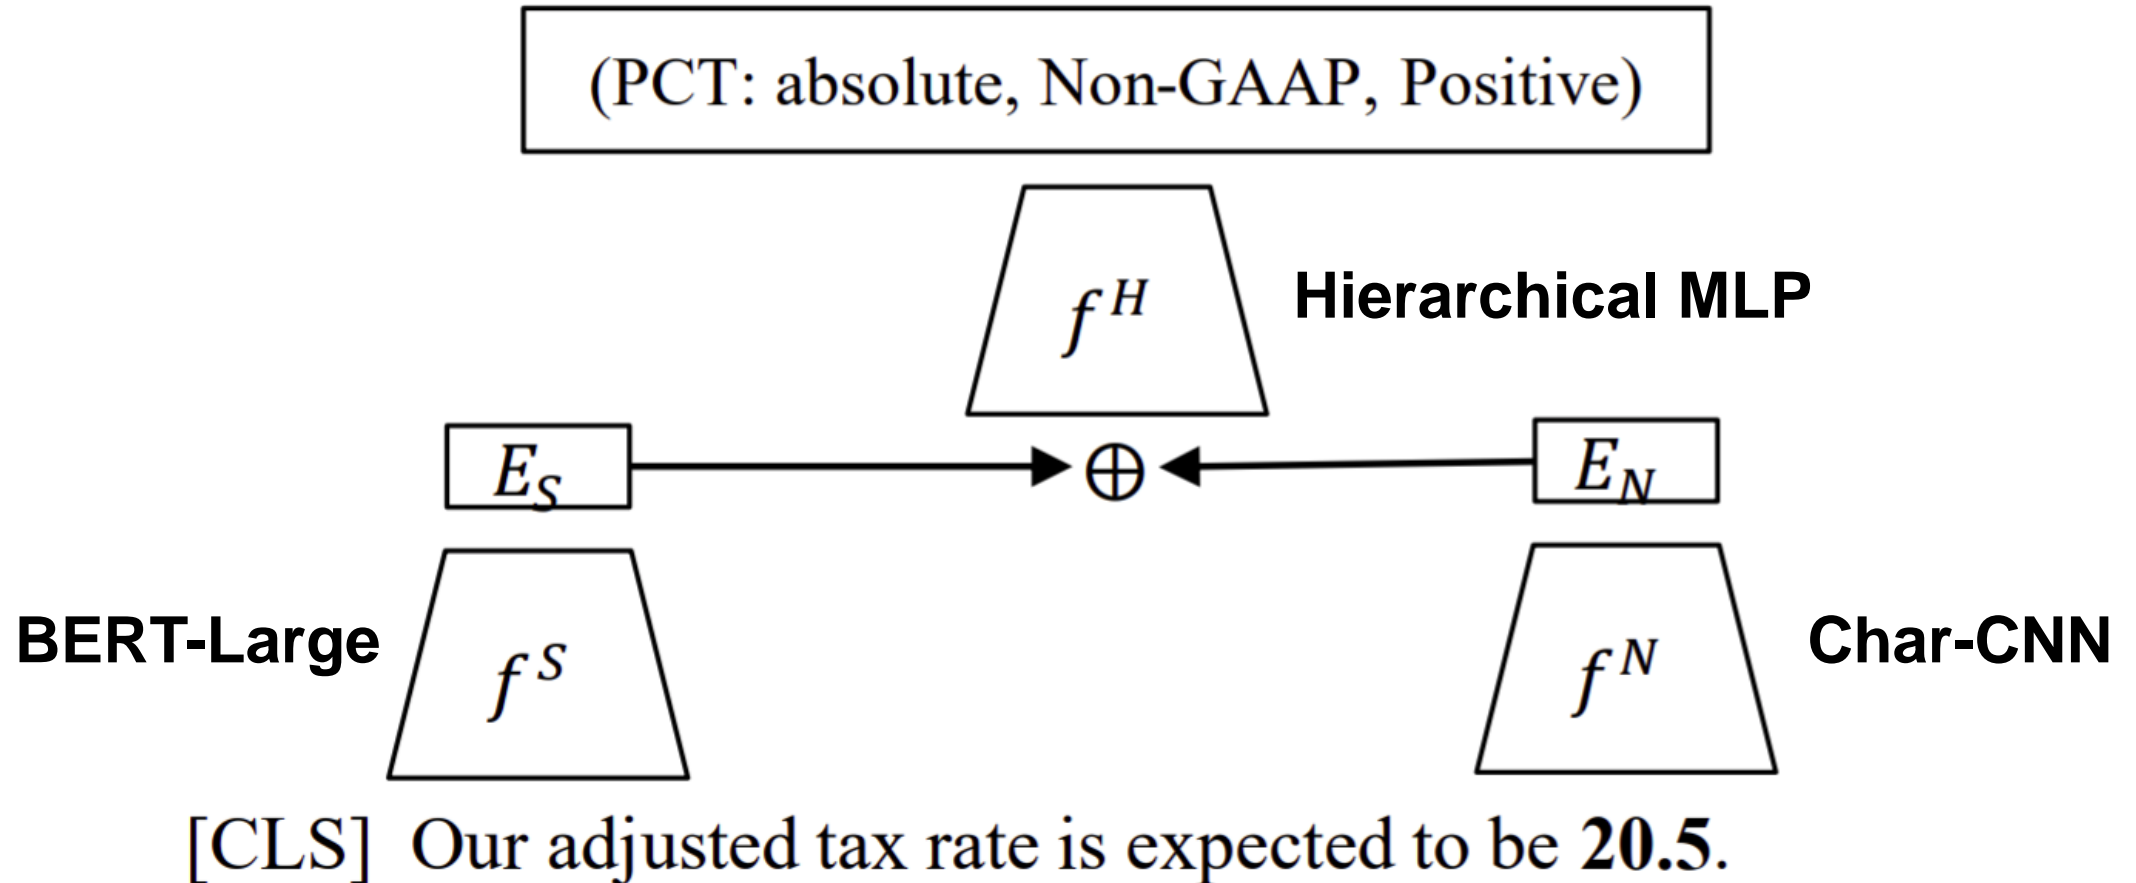 (PCT: absolute, Non-GAAP, Positive)
f^H
Hierarchical MLP
E_S
⊕
E_N
BERT-Large
f^S
f^N
Char-CNN
[CLS] Our adjusted tax rate is expected to be 20.5.